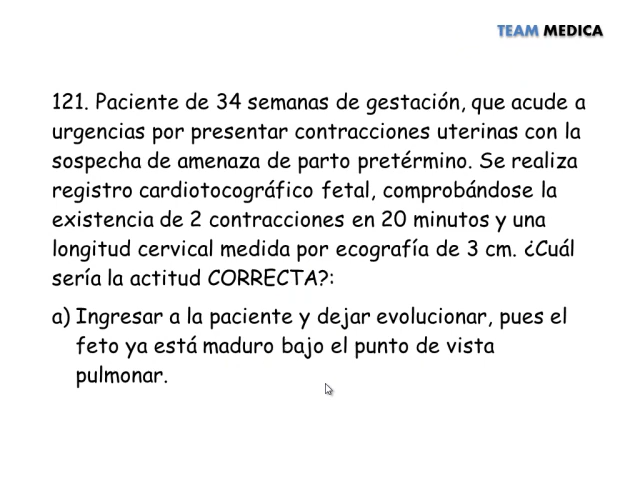 TEAM MEDICA
121. Paciente de 34 semanas de gestación, que acude a
urgencias por presentar contracciones uterinas con la
sospecha de amenaza de parto pretérmino. Se realiza
registro cardiotocográfico fetal, comprobándose la
existencia de 2 contracciones en 20 minutos y una
longitud cervical medida por ecografía de 3 cm. ¿Cuál
sería la actitud CORRECTA?:
a) Ingresar a la paciente y dejar evolucionar, pues el
feto ya está maduro bajo el punto de vista
pulmonar.